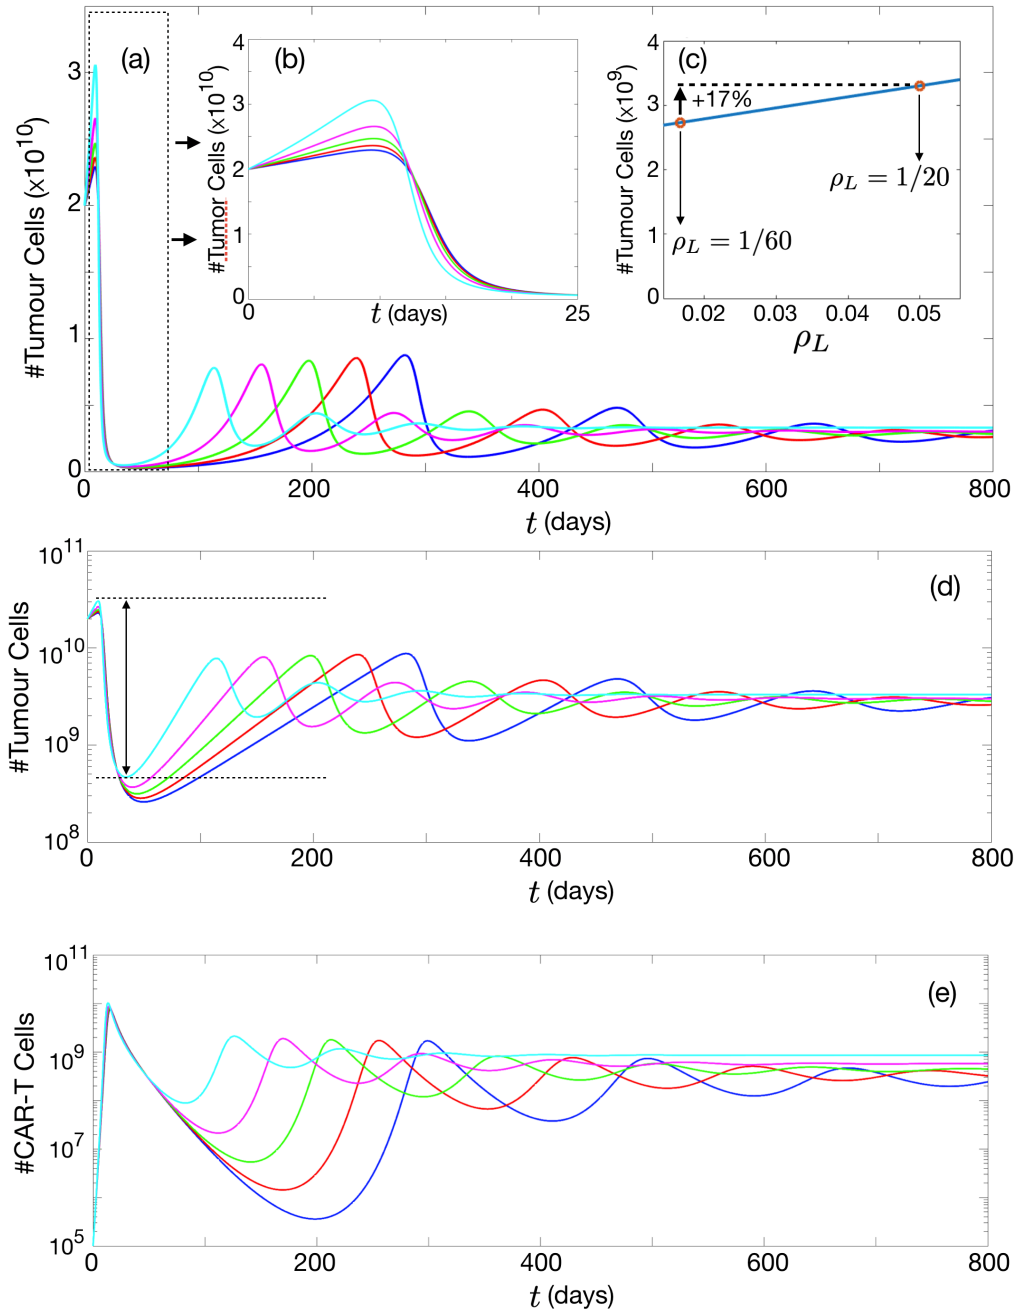 (a)
3
2
1
0
#Tumour Cells (x10^10)
0
200
400
600
800
t (days)
(b)
4
3
2
1
0
#Tumor Cells (x10^10)
0
t (days)
25
(c)
4
3
2
1
0
#Tumour Cells (x10^9)
+17%
ρ_L = 1/20
ρ_L = 1/60
0.02
0.03
0.04
0.05
ρ_L
(d)
10^11
10^10
10^9
10^8
#Tumour Cells
0
200
400
600
800
t (days)
(e)
10^11
10^9
10^7
10^5
#CAR-T Cells
0
200
400
600
800
t (days)